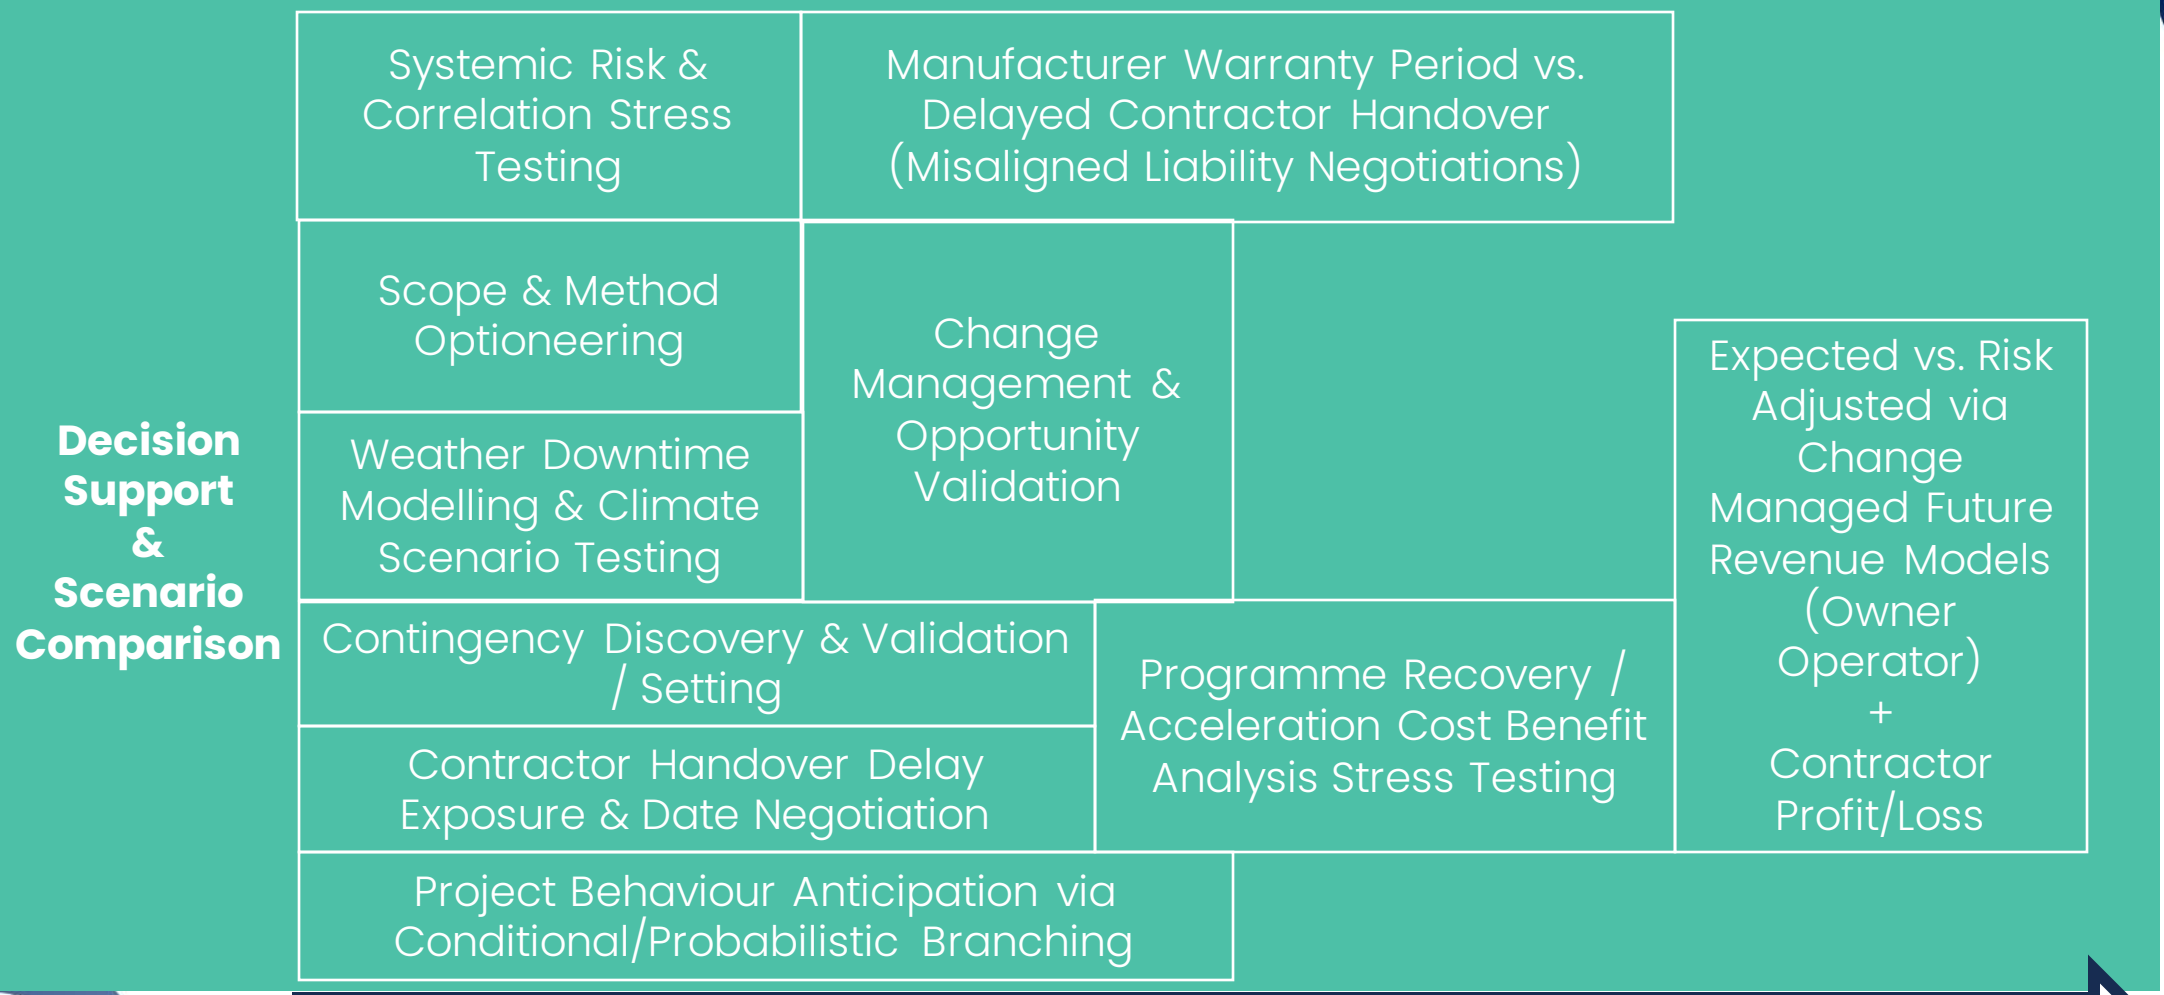 Decision
Support
&
Scenario
Comparison
Systemic Risk &
Correlation Stress
Testing
Manufacturer Warranty Period vs.
Delayed Contractor Handover
(Misaligned Liability Negotiations)
Scope & Method
Optioneering
Change
Management &
Opportunity
Validation
Weather Downtime
Modelling & Climate
Scenario Testing
Expected vs. Risk
Adjusted via
Change
Managed Future
Revenue Models
(Owner
Operator)
+
Contractor
Profit/Loss
Contingency Discovery & Validation
/ Setting
Programme Recovery /
Acceleration Cost Benefit
Analysis Stress Testing
Contractor Handover Delay
Exposure & Date Negotiation
Project Behaviour Anticipation via
Conditional/Probabilistic Branching